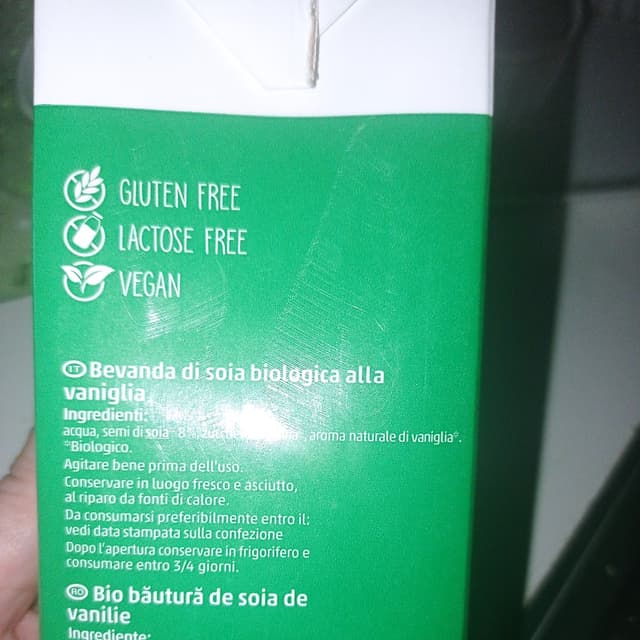 GLUTEN FREE
LACTOSE FREE
VEGAN
IT Bevanda di soia biologica alla
vaniglia
Ingredienti:
acqua, semi di soia* 8%, aroma naturale di vaniglia*.
*Biologico.
Agitare bene prima dell'uso.
Conservare in luogo fresco e asciutto,
al riparo da fonti di calore.
Da consumarsi preferibilmente entro il:
vedi data stampata sulla confezione
Dopo l'apertura conservare in frigorifero e
consumare entro 3/4 giorni.
RO Bio băutură de soia de
vanilie
Ingrediente: